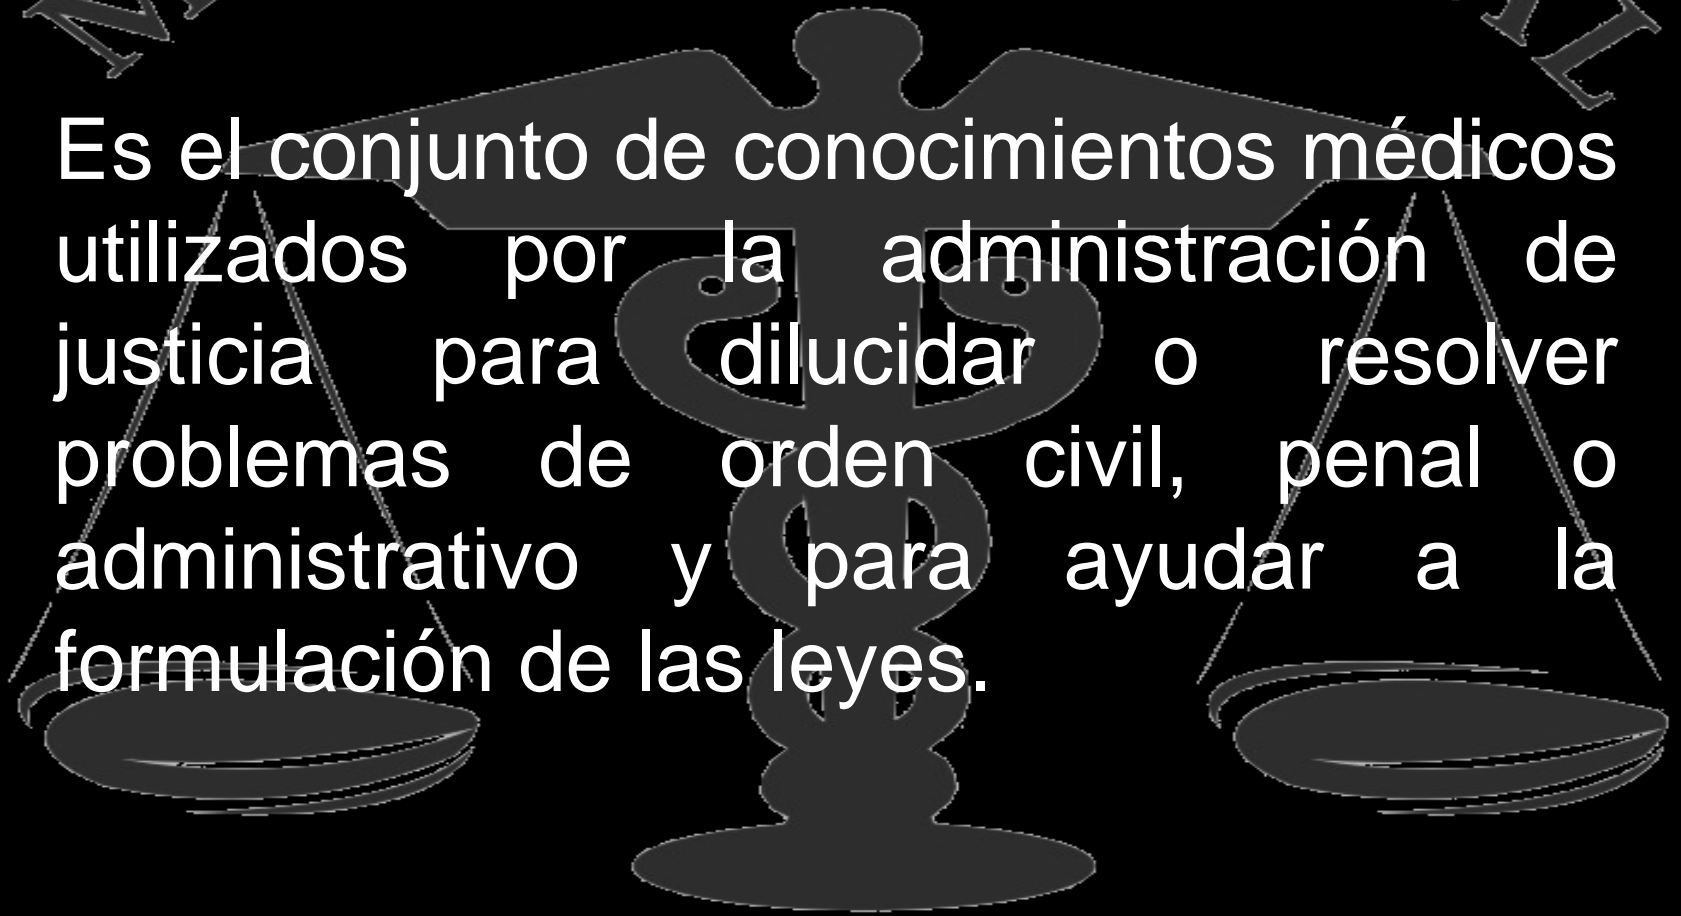 Es el conjunto de conocimientos médicos
utilizados por la administración de
justicia para dilucidar o resolver
problemas de orden civil, penal o
administrativo y para ayudar a la
formulación de las leyes.